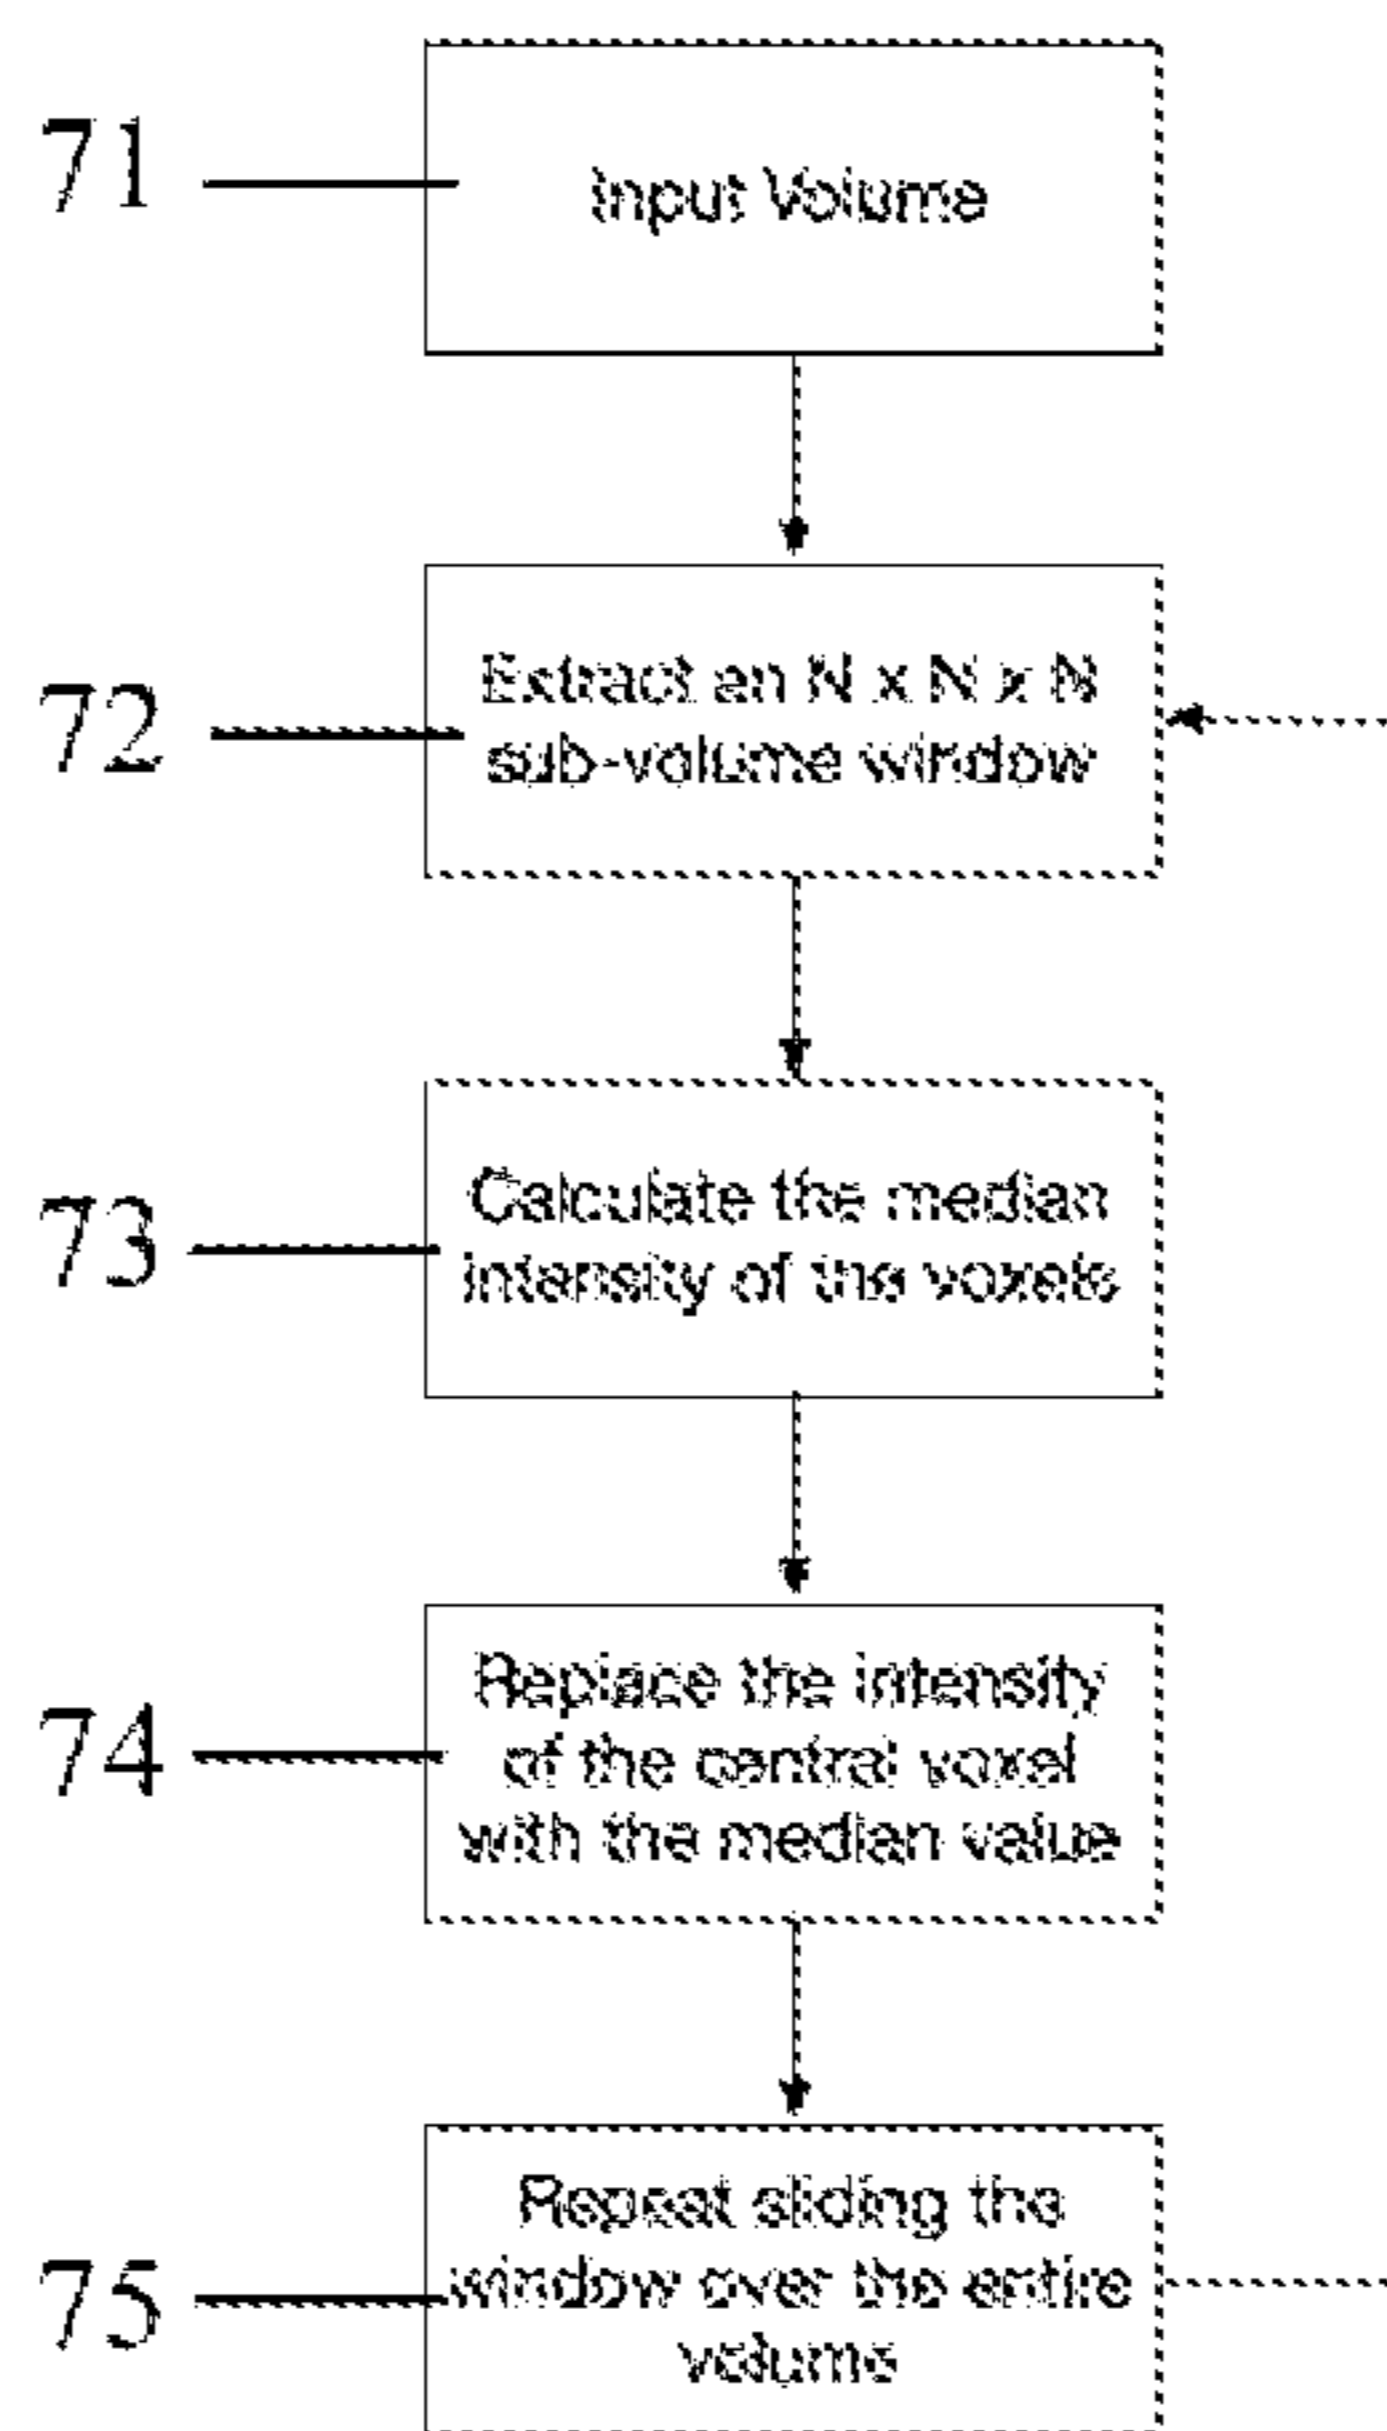 71
Input Volume
72
Extract an N x N x N
sub-volume window
73
Calculate the median
intensity of the voxels
74
Replace the intensity
of the central voxel
with the median value
75
Repeat sliding the
window over the entire
volume